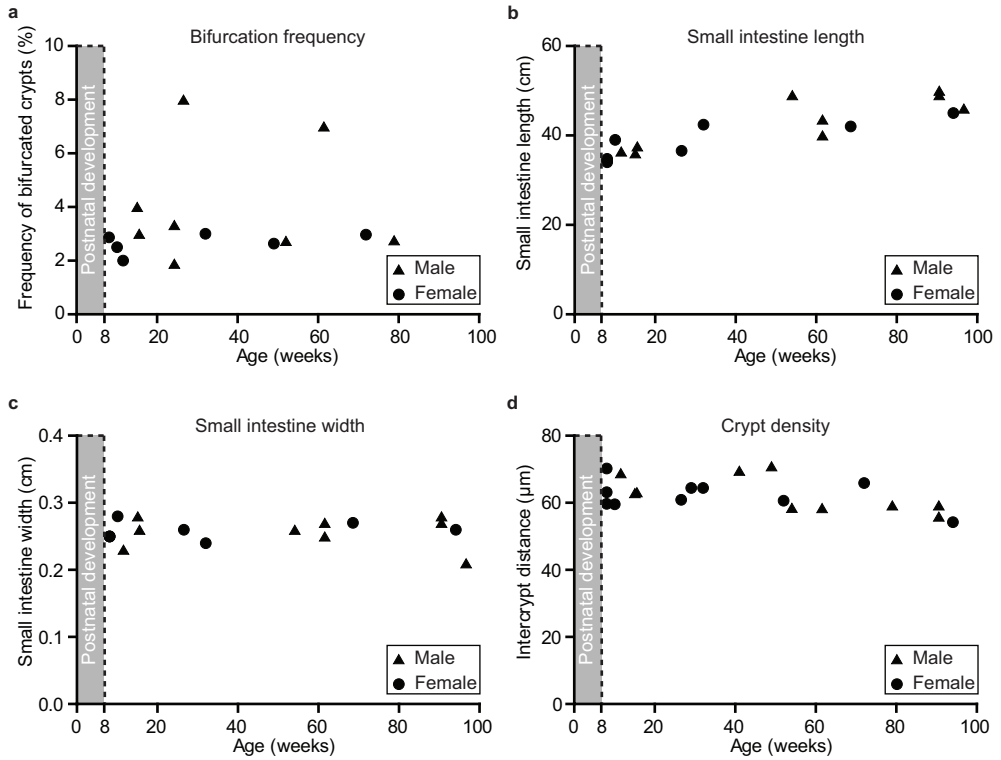 a
Bifurcation frequency
Frequency of bifurcated crypts (%)
10
8
6
4
2
0
Postnatal development
Male
Female
0 8 20 40 60 80 100
Age (weeks)
b
Small intestine length
Small intestine length (cm)
60
40
20
0
Postnatal development
Male
Female
0 8 20 40 60 80 100
Age (weeks)
c
Small intestine width
Small intestine width (cm)
0.4
0.3
0.2
0.1
0.0
Postnatal development
Male
Female
0 8 20 40 60 80 100
Age (weeks)
d
Crypt density
Intercrypt distance (µm)
80
60
40
20
0
Postnatal development
Male
Female
0 8 20 40 60 80 100
Age (weeks)